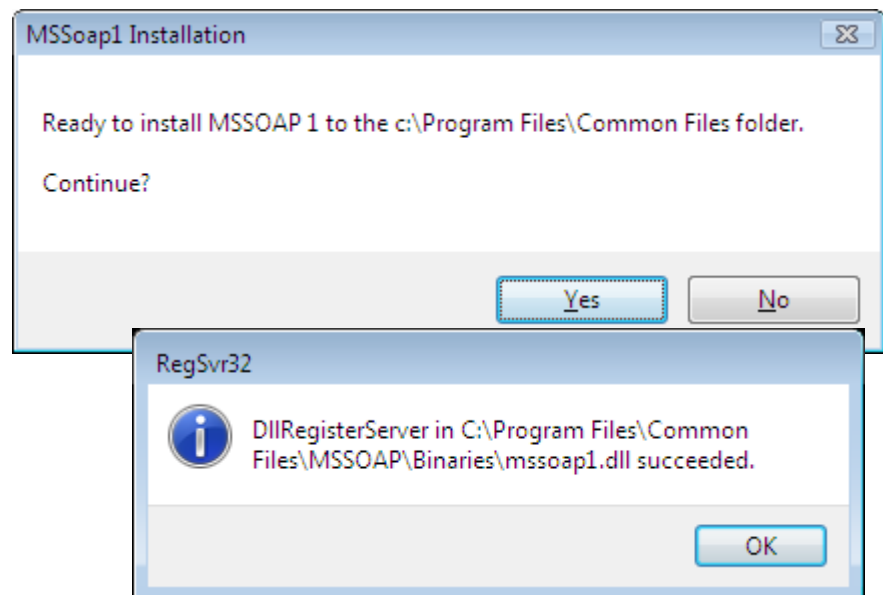 MSSoap1 Installation
Ready to install MSSOAP 1 to the c:\Program Files\Common Files folder.
Continue?
Yes
No
RegSvr32
DllRegisterServer in C:\Program Files\Common
Files\MSSOAP\Binaries\mssoap1.dll succeeded.
OK